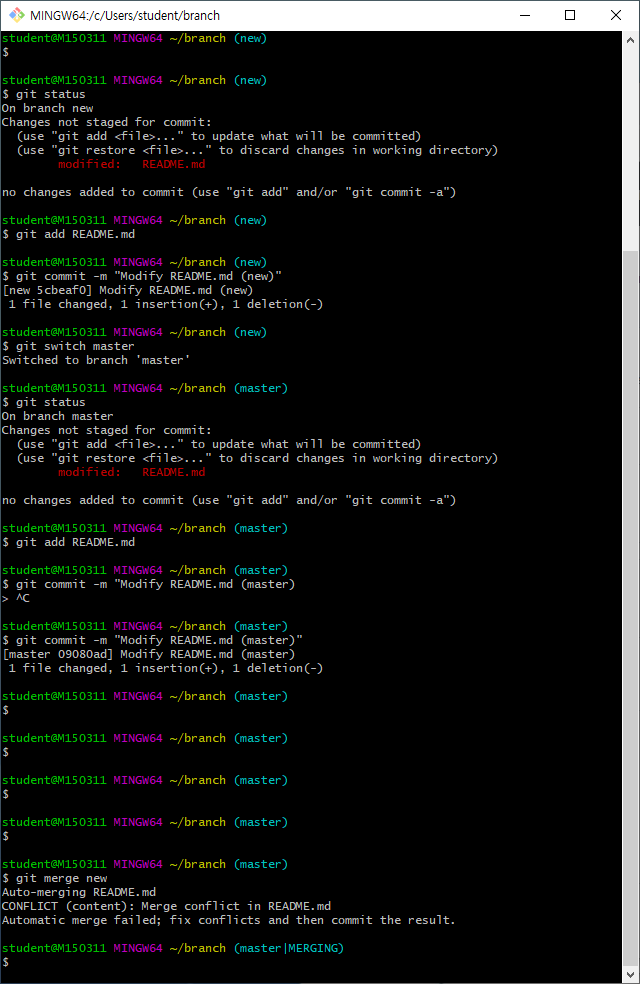 MINGW64:/c/Users/student/branch
student@M150311 MINGW64 ~/branch (new)
$
student@M150311 MINGW64 ~/branch (new)
$ git status
On branch new
Changes not staged for commit:
  (use "git add <file>..." to update what will be committed)
  (use "git restore <file>..." to discard changes in working directory)
        modified:   README.md
no changes added to commit (use "git add" and/or "git commit -a")
student@M150311 MINGW64 ~/branch (new)
$ git add README.md
student@M150311 MINGW64 ~/branch (new)
$ git commit -m "Modify README.md (new)"
[new 5cbeaf0] Modify README.md (new)
 1 file changed, 1 insertion(+), 1 deletion(-)
student@M150311 MINGW64 ~/branch (new)
$ git switch master
Switched to branch 'master'
student@M150311 MINGW64 ~/branch (master)
$ git status
On branch master
Changes not staged for commit:
  (use "git add <file>..." to update what will be committed)
  (use "git restore <file>..." to discard changes in working directory)
        modified:   README.md
no changes added to commit (use "git add" and/or "git commit -a")
student@M150311 MINGW64 ~/branch (master)
$ git add README.md
student@M150311 MINGW64 ~/branch (master)
$ git commit -m "Modify README.md (master)
> ^C
student@M150311 MINGW64 ~/branch (master)
$ git commit -m "Modify README.md (master)"
[master 09080ad] Modify README.md (master)
 1 file changed, 1 insertion(+), 1 deletion(-)
student@M150311 MINGW64 ~/branch (master)
$
student@M150311 MINGW64 ~/branch (master)
$
student@M150311 MINGW64 ~/branch (master)
$
student@M150311 MINGW64 ~/branch (master)
$
student@M150311 MINGW64 ~/branch (master)
$ git merge new
Auto-merging README.md
CONFLICT (content): Merge conflict in README.md
Automatic merge failed; fix conflicts and then commit the result.
student@M150311 MINGW64 ~/branch (master|MERGING)
$